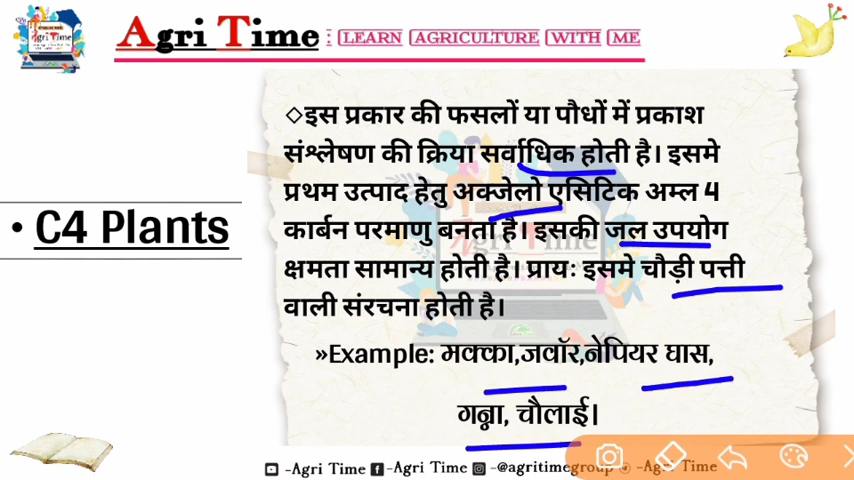 Agri Time : LEARN AGRICULTURE WITH ME
• C4 Plants
◇इस प्रकार की फसलों या पौधों में प्रकाश
संश्लेषण की क्रिया सर्वाधिक होती है। इसमे
प्रथम उत्पाद हेतु अक्जेलो एसिटिक अम्ल 4
कार्बन परमाणु बनता है। इसकी जल उपयोग
क्षमता सामान्य होती है। प्रायः इसमे चौड़ी पत्ती
वाली संरचना होती है।
»Example: मक्का,जवॉर,नेपियर घास,
गन्ना, चौलाई।
-Agri Time -Agri Time -@agritimegroup -Agri Time